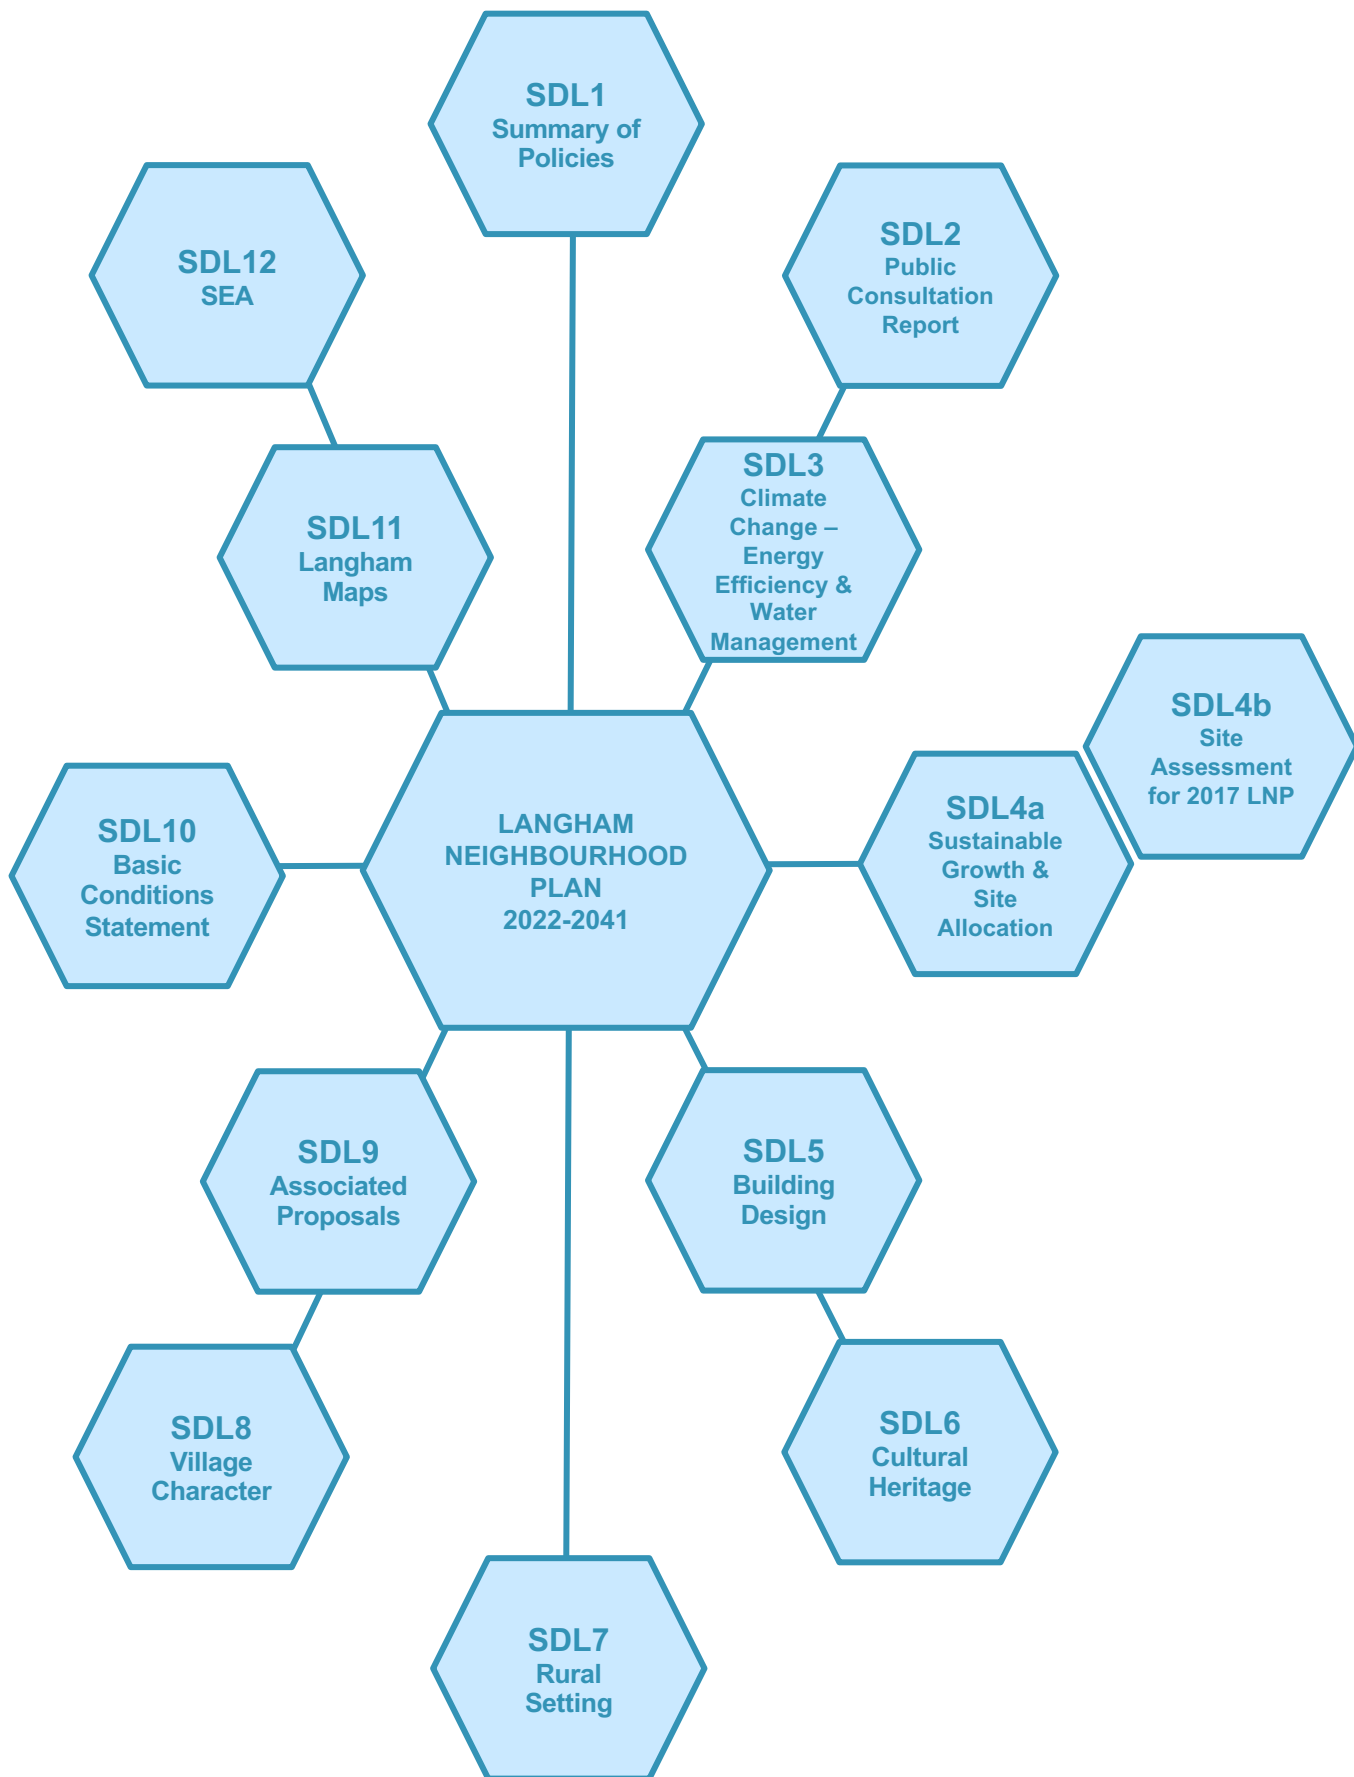 SDL1
Summary of
Policies
SDL12
SEA
SDL2
Public
Consultation
Report
SDL11
Langham
Maps
SDL3
Climate
Change –
Energy
Efficiency &
Water
Management
SDL4b
Site
Assessment
for 2017 LNP
SDL10
Basic
Conditions
Statement
LANGHAM
NEIGHBOURHOOD
PLAN
2022-2041
SDL4a
Sustainable
Growth &
Site
Allocation
SDL9
Associated
Proposals
SDL5
Building
Design
SDL8
Village
Character
SDL6
Cultural
Heritage
SDL7
Rural
Setting